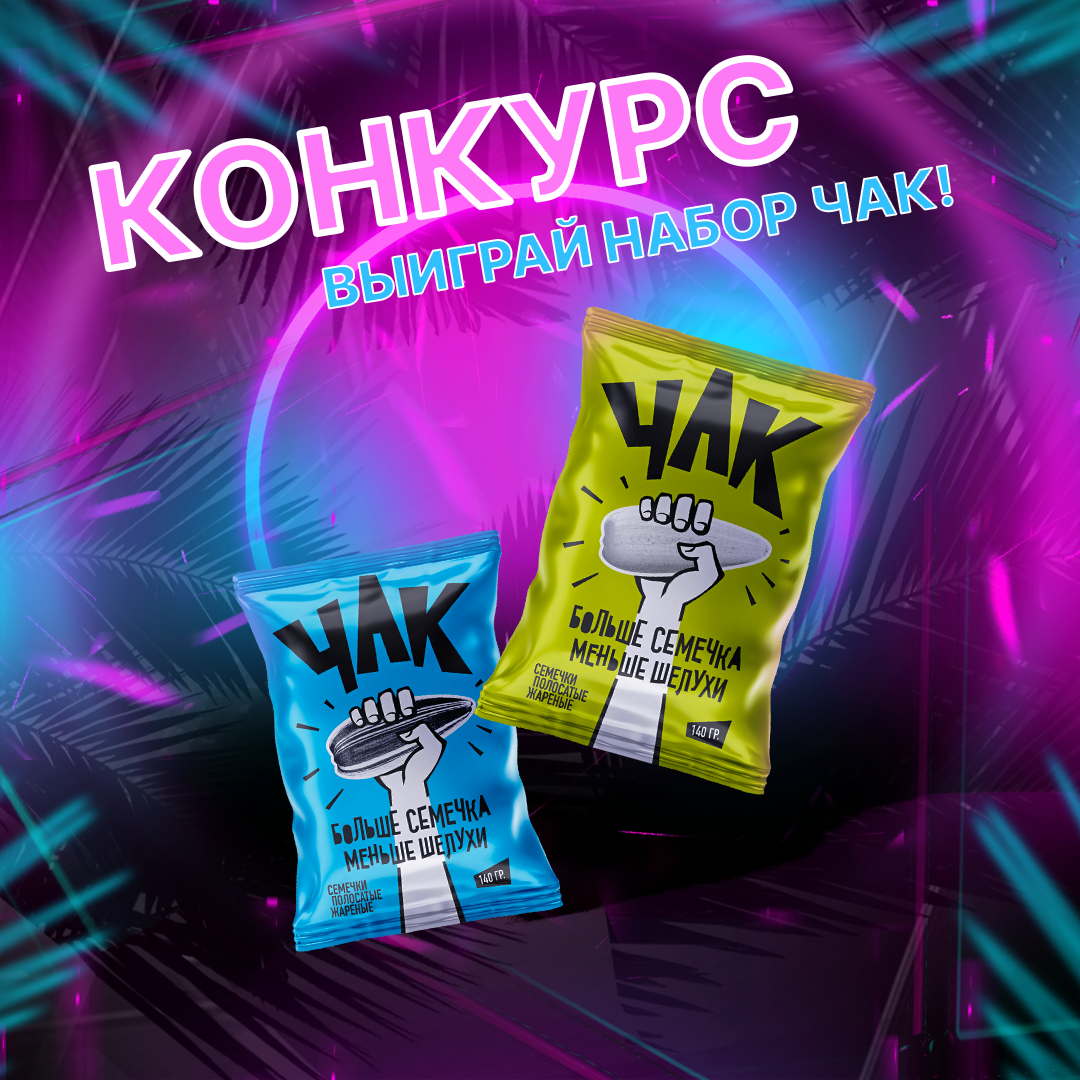 КОНКУРС
ВЫИГРАЙ НАБОР ЧАК!
ЧАК
БОЛЬШЕ СЕМЕЧКА
МЕНЬШЕ ШЕЛУХИ
СЕМЕЧКИ
ПОЛОСАТЫЕ
ЖАРЕНЫЕ
140 ГР.
ЧАК
БОЛЬШЕ СЕМЕЧКА
МЕНЬШЕ ШЕЛУХИ
СЕМЕЧКИ
ПОЛОСАТЫЕ
ЖАРЕНЫЕ
140 ГР.